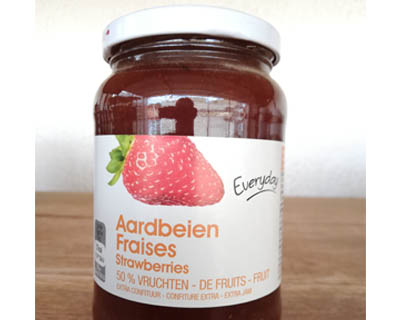 Everyday
Aardbeien
Fraises
Strawberries
50 % VRUCHTEN - DE FRUITS - FRUIT
EXTRA CONFITUUR - CONFITURE EXTRA - EXTRA JAM